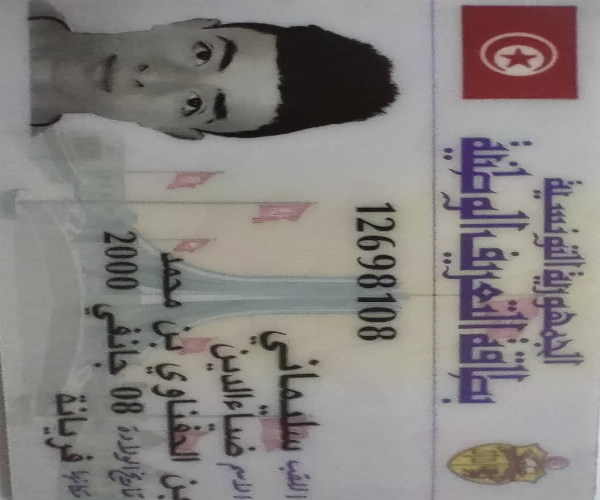 الجمهورية التونسية
بطاقة التعريف الوطنية
12698108
اللقب سليماني
الاسم ضياء الدين
بن الحفناوي بن محمد
تاريخ الولادة 08 جانفي 2000
مكانها فريانة